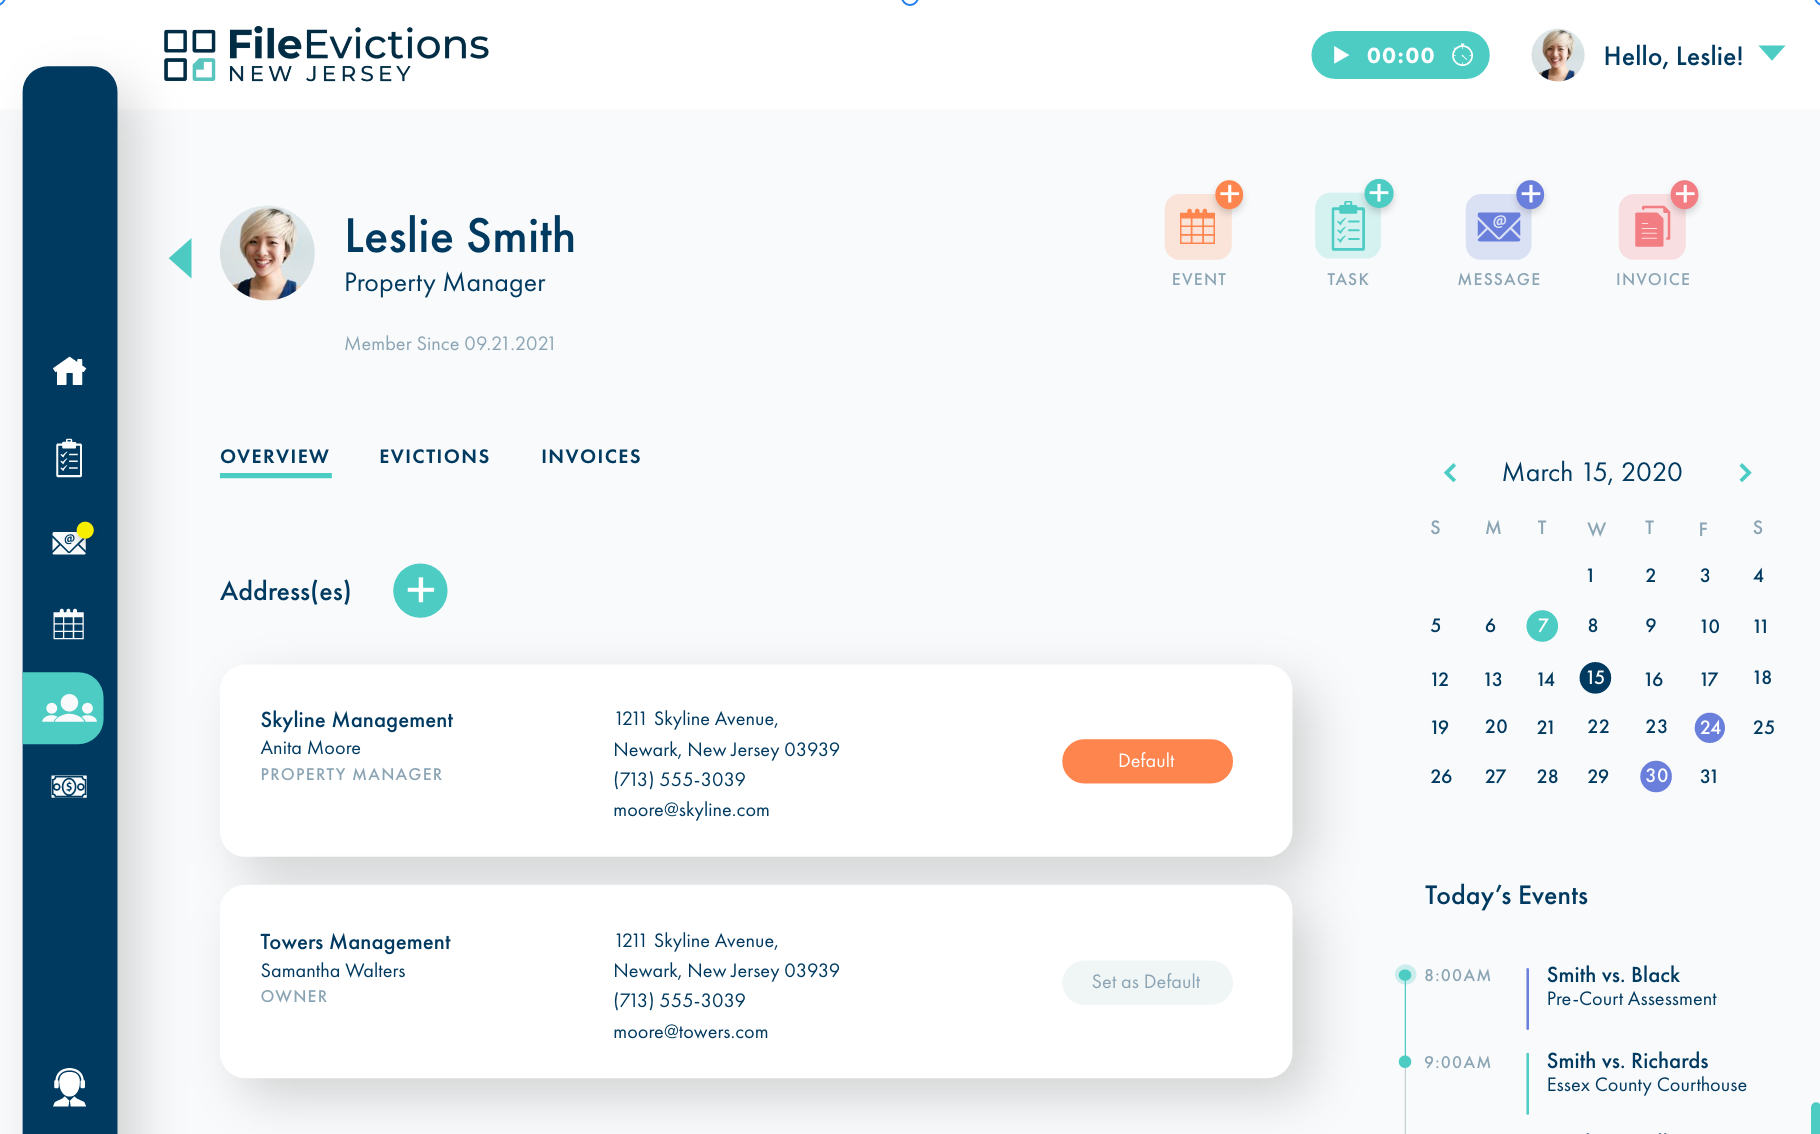 FileEvictions
NEW JERSEY
00:00
Hello, Leslie!
Leslie Smith
Property Manager
Member Since 09.21.2021
EVENT
TASK
MESSAGE
INVOICE
OVERVIEW EVICTIONS INVOICES
Address(es)
Skyline Management
Anita Moore
PROPERTY MANAGER
1211 Skyline Avenue,
Newark, New Jersey 03939
(713) 555-3039
moore@skyline.com
Default
Towers Management
Samantha Walters
OWNER
1211 Skyline Avenue,
Newark, New Jersey 03939
(713) 555-3039
moore@towers.com
Set as Default
March 15, 2020
S M T W T F S
1 2 3 4
5 6 7 8 9 10 11
12 13 14 15 16 17 18
19 20 21 22 23 24 25
26 27 28 29 30 31
Today’s Events
8:00AM
Smith vs. Black
Pre-Court Assessment
9:00AM
Smith vs. Richards
Essex County Courthouse